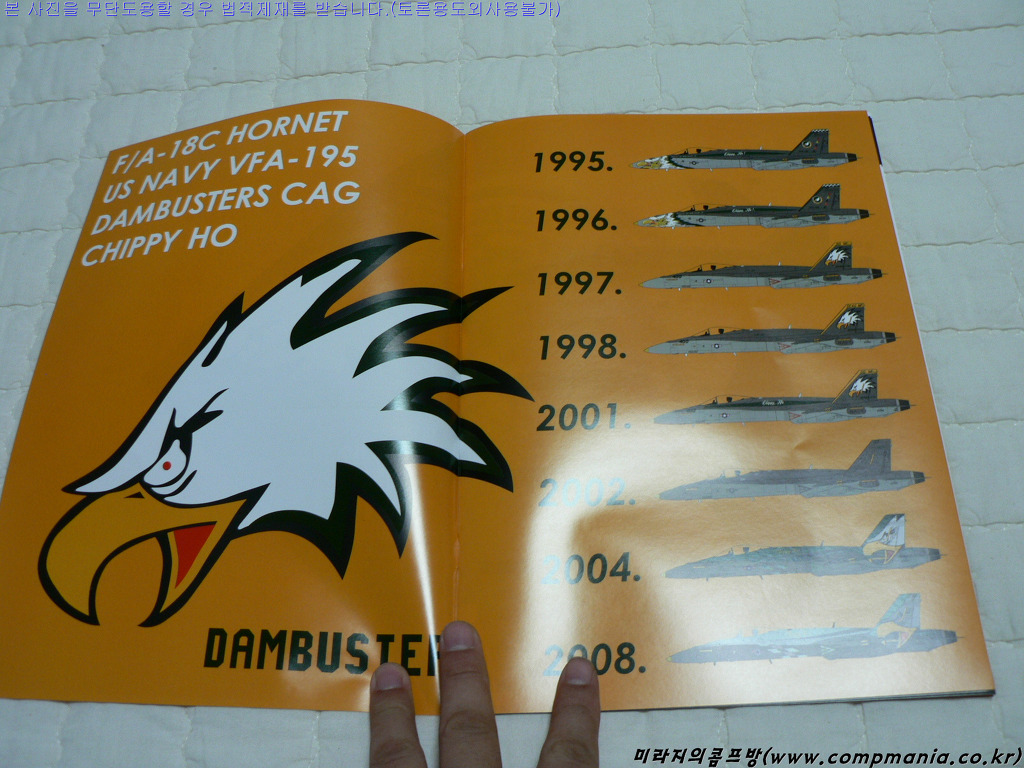 본 사진을 무단도용할 경우 법적제재를 받습니다.(토론용도외사용불가)
F/A-18C HORNET
US NAVY VFA-195
DAMBUSTERS CAG
CHIPPY HO
DAMBUSTER
1995.
1996.
1997.
1998.
2001.
2002.
2004.
2008.
미라지의콤프방(www.compmania.co.kr)